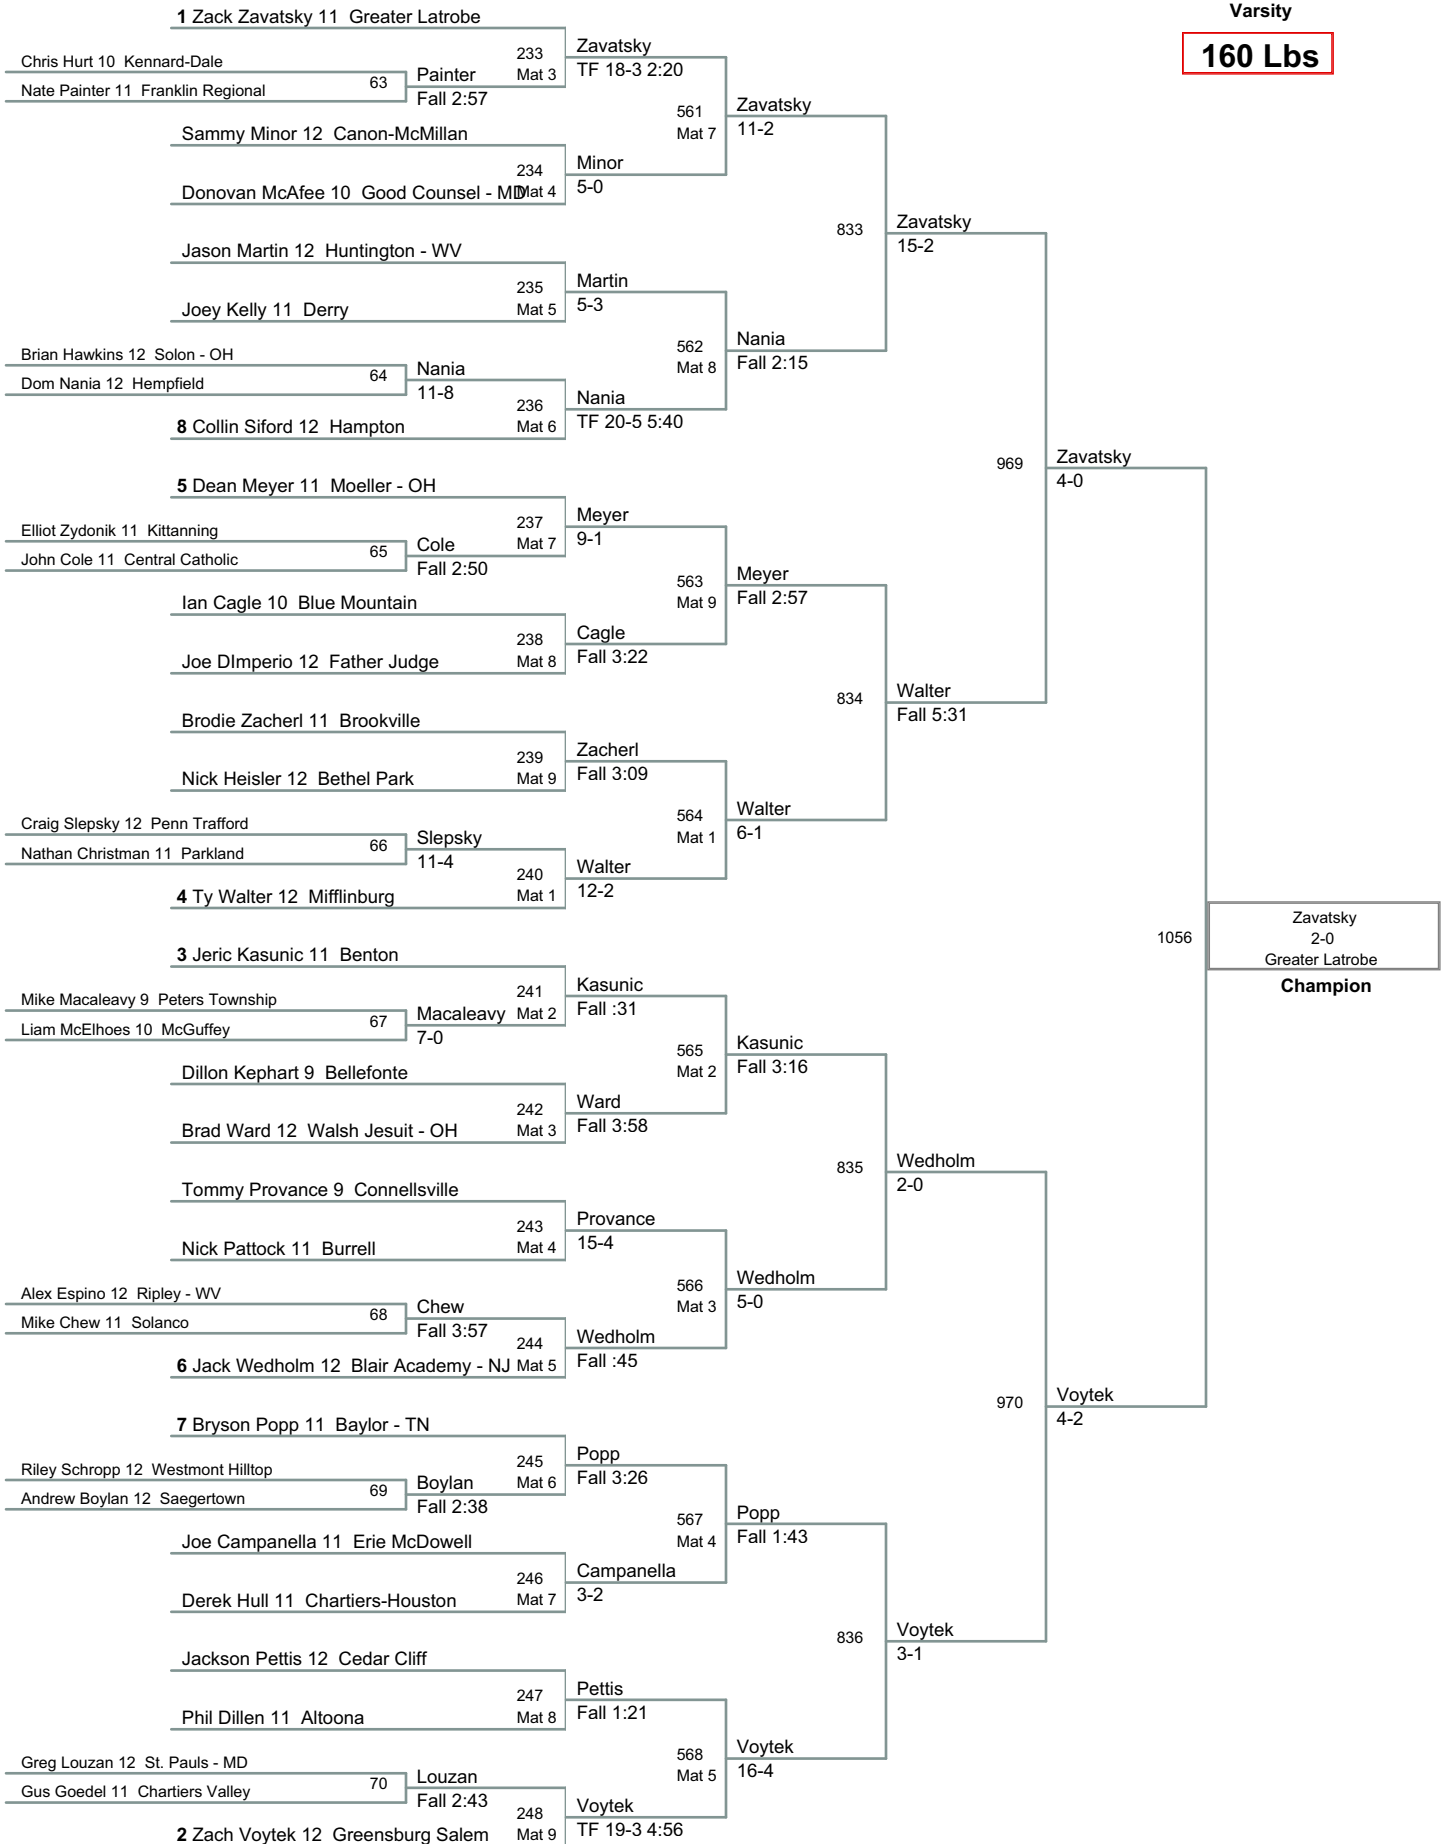 Varsity
160 Lbs
1 Zack Zavatsky 11 Greater Latrobe
Chris Hurt 10 Kennard-Dale
Nate Painter 11 Franklin Regional
63
Painter
Fall 2:57
233
Mat 3
Zavatsky
TF 18-3 2:20
Sammy Minor 12 Canon-McMillan
Donovan McAfee 10 Good Counsel - MD
234
Mat 4
Minor
5-0
561
Mat 7
Zavatsky
11-2
Jason Martin 12 Huntington - WV
Joey Kelly 11 Derry
235
Mat 5
Martin
5-3
Brian Hawkins 12 Solon - OH
Dom Nania 12 Hempfield
64
Nania
11-8
8 Collin Siford 12 Hampton
236
Mat 6
Nania
TF 20-5 5:40
562
Mat 8
Nania
Fall 2:15
833
Zavatsky
15-2
5 Dean Meyer 11 Moeller - OH
Elliot Zydonik 11 Kittanning
John Cole 11 Central Catholic
65
Cole
Fall 2:50
237
Mat 7
Meyer
9-1
Ian Cagle 10 Blue Mountain
Joe DImperio 12 Father Judge
238
Mat 8
Cagle
Fall 3:22
563
Mat 9
Meyer
Fall 2:57
Brodie Zacherl 11 Brookville
Nick Heisler 12 Bethel Park
239
Mat 9
Zacherl
Fall 3:09
Craig Slepsky 12 Penn Trafford
Nathan Christman 11 Parkland
66
Slepsky
11-4
4 Ty Walter 12 Mifflinburg
240
Mat 1
Walter
12-2
564
Mat 1
Walter
6-1
834
Walter
Fall 5:31
969
Zavatsky
4-0
3 Jeric Kasunic 11 Benton
Mike Macaleavy 9 Peters Township
Liam McElhoes 10 McGuffey
67
Macaleavy
7-0
241
Mat 2
Kasunic
Fall :31
Dillon Kephart 9 Bellefonte
Brad Ward 12 Walsh Jesuit - OH
242
Mat 3
Ward
Fall 3:58
565
Mat 2
Kasunic
Fall 3:16
Tommy Provance 9 Connellsville
Nick Pattock 11 Burrell
243
Mat 4
Provance
15-4
Alex Espino 12 Ripley - WV
Mike Chew 11 Solanco
68
Chew
Fall 3:57
6 Jack Wedholm 12 Blair Academy - NJ
244
Mat 5
Wedholm
Fall :45
566
Mat 3
Wedholm
5-0
835
Wedholm
2-0
7 Bryson Popp 11 Baylor - TN
Riley Schropp 12 Westmont Hilltop
Andrew Boylan 12 Saegertown
69
Boylan
Fall 2:38
245
Mat 6
Popp
Fall 3:26
Joe Campanella 11 Erie McDowell
Derek Hull 11 Chartiers-Houston
246
Mat 7
Campanella
3-2
567
Mat 4
Popp
Fall 1:43
Jackson Pettis 12 Cedar Cliff
Phil Dillen 11 Altoona
247
Mat 8
Pettis
Fall 1:21
Greg Louzan 12 St. Pauls - MD
Gus Goedel 11 Chartiers Valley
70
Louzan
Fall 2:43
2 Zach Voytek 12 Greensburg Salem
248
Mat 9
Voytek
TF 19-3 4:56
568
Mat 5
Voytek
16-4
836
Voytek
3-1
970
Voytek
4-2
1056
Zavatsky
2-0
Greater Latrobe
Champion